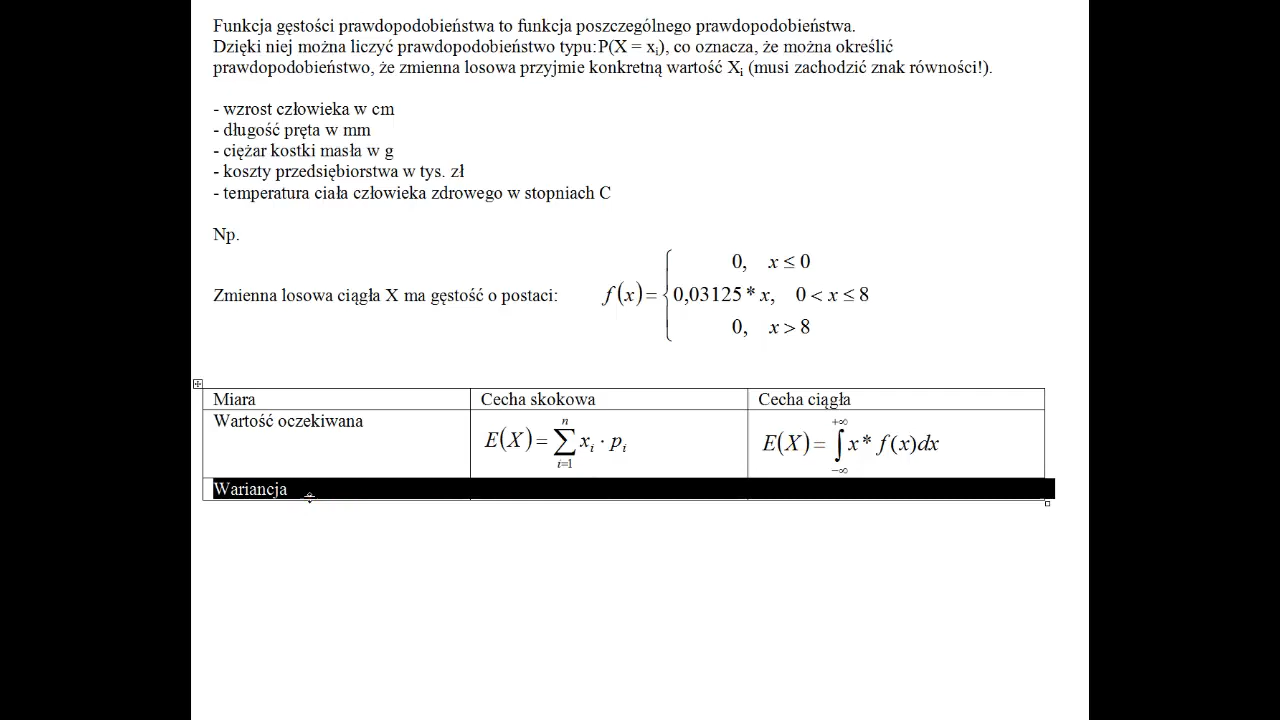 Funkcja gęstości prawdopodobieństwa to funkcja poszczególnego prawdopodobieństwa.
Dzięki niej można liczyć prawdopodobieństwo typu:P(X = xᵢ), co oznacza, że można określić
prawdopodobieństwo, że zmienna losowa przyjmie konkretną wartość Xᵢ (musi zachodzić znak równości!).
- wzrost człowieka w cm
- długość pręta w mm
- ciężar kostki masła w g
- koszty przedsiębiorstwa w tys. zł
- temperatura ciała człowieka zdrowego w stopniach C
Np.
0, x ≤ 0
Zmienna losowa ciągła X ma gęstość o postaci: f(x) = { 0,03125 * x, 0 < x ≤ 8
0, x > 8
Miara Cecha skokowa Cecha ciągła
Wartość oczekiwana E(X) = ∑_{i=1}^{n} xᵢ · pᵢ E(X) = ∫_{−∞}^{+∞} x * f(x)dx
Wariancja